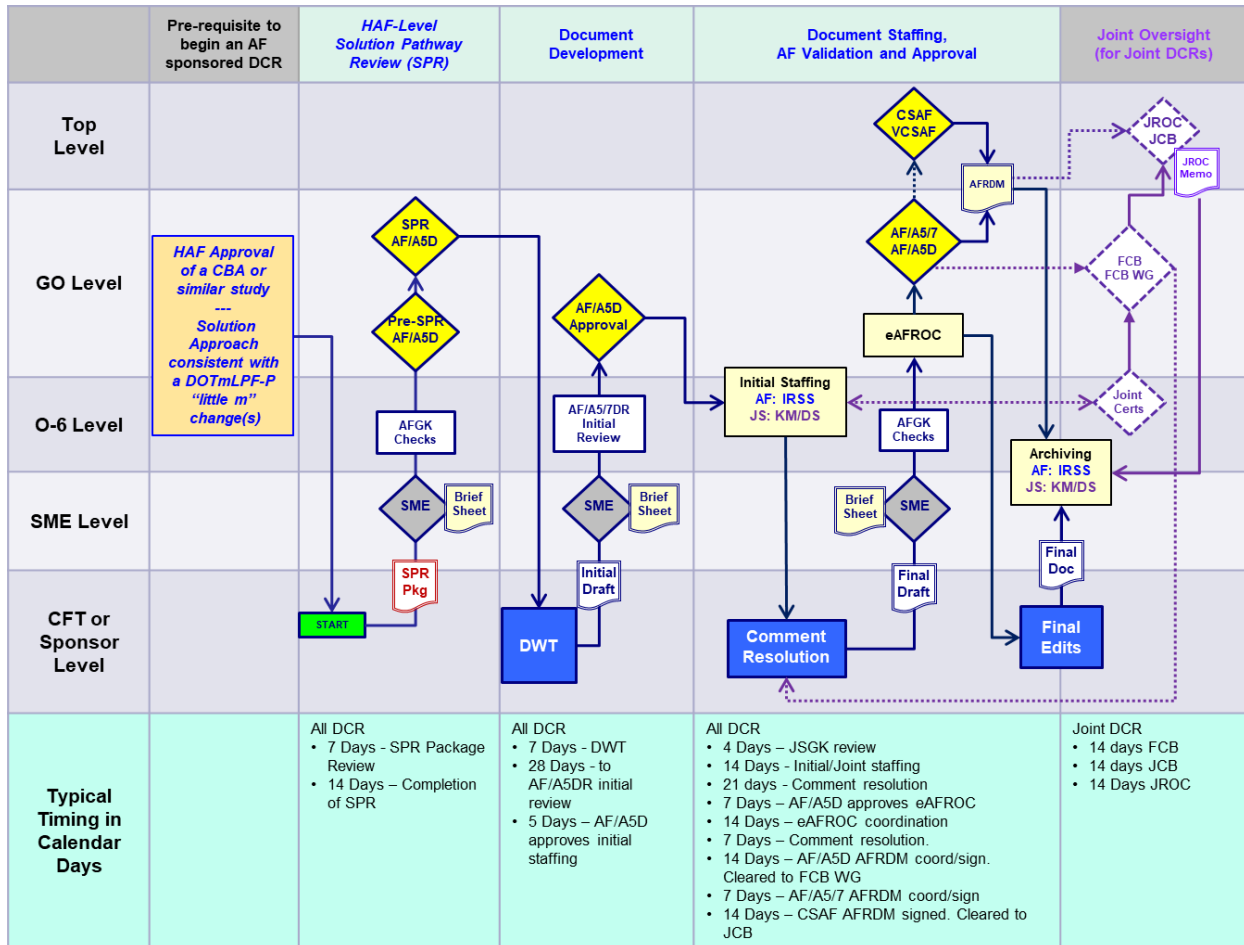 Pre-requisite to
begin an AF
sponsored DCR
HAF-Level
Solution Pathway
Review (SPR)
Document
Development
Document Staffing,
AF Validation and Approval
Joint Oversight
(for Joint DCRs)
Top
Level
CSAF
VCSAF
AFRDM
JROC
JCB
JROC
Memo
GO Level
HAF Approval
of a CBA or
similar study
---
Solution
Approach
consistent with
a DOTmLPF-P
“little m”
change(s)
SPR
AF/A5D
Pre-SPR
AF/A5D
AF/A5D
Approval
AF/A5/7
AF/A5D
eAFROC
FCB
FCB WG
O-6 Level
AFGK
Checks
AF/A5/7DR
Initial
Review
Initial Staffing
AF: IRSS
JS: KM/DS
AFGK
Checks
Joint
Certs
Archiving
AF: IRSS
JS: KM/DS
SME Level
SME
Brief
Sheet
SME
Brief
Sheet
Brief
Sheet
SME
SPR
Pkg
Initial
Draft
Final
Draft
Final
Doc
CFT or
Sponsor
Level
START
DWT
Comment
Resolution
Final
Edits
Typical
Timing in
Calendar
Days
All DCR
• 7 Days - SPR Package
Review
• 14 Days – Completion
of SPR
All DCR
• 7 Days - DWT
• 28 Days - to
AF/A5DR initial
review
• 5 Days – AF/A5D
approves initial
staffing
All DCR
• 4 Days – JSGK review
• 14 Days - Initial/Joint staffing
• 21 days - Comment resolution
• 7 Days – AF/A5D approves eAFROC
• 14 Days – eAFROC coordination
• 7 Days – Comment resolution.
• 14 Days – AF/A5D AFRDM coord/sign.
Cleared to FCB WG
• 7 Days – AF/A5/7 AFRDM coord/sign
• 14 Days – CSAF AFRDM signed. Cleared to
JCB
Joint DCR
• 14 days FCB
• 14 days JCB
• 14 Days JROC